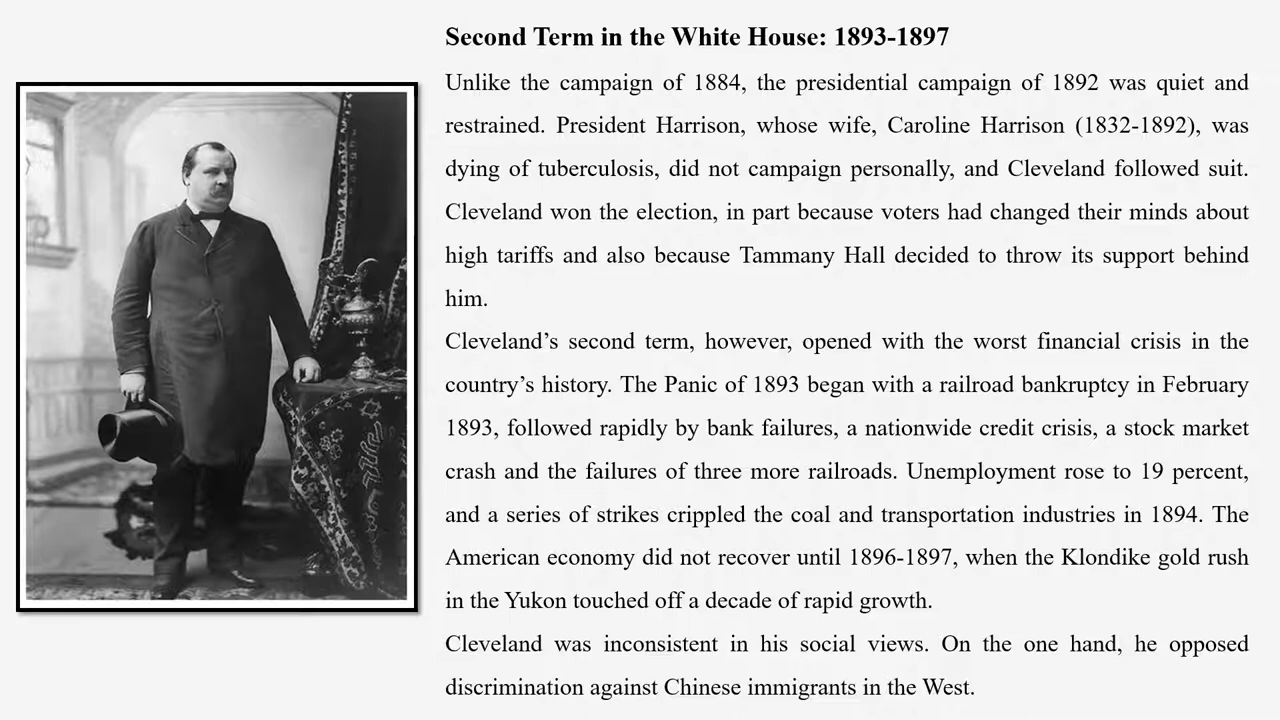 Second Term in the White House: 1893-1897
Unlike the campaign of 1884, the presidential campaign of 1892 was quiet and
restrained. President Harrison, whose wife, Caroline Harrison (1832-1892), was
dying of tuberculosis, did not campaign personally, and Cleveland followed suit.
Cleveland won the election, in part because voters had changed their minds about
high tariffs and also because Tammany Hall decided to throw its support behind
him.
Cleveland’s second term, however, opened with the worst financial crisis in the
country’s history. The Panic of 1893 began with a railroad bankruptcy in February
1893, followed rapidly by bank failures, a nationwide credit crisis, a stock market
crash and the failures of three more railroads. Unemployment rose to 19 percent,
and a series of strikes crippled the coal and transportation industries in 1894. The
American economy did not recover until 1896-1897, when the Klondike gold rush
in the Yukon touched off a decade of rapid growth.
Cleveland was inconsistent in his social views. On the one hand, he opposed
discrimination against Chinese immigrants in the West.